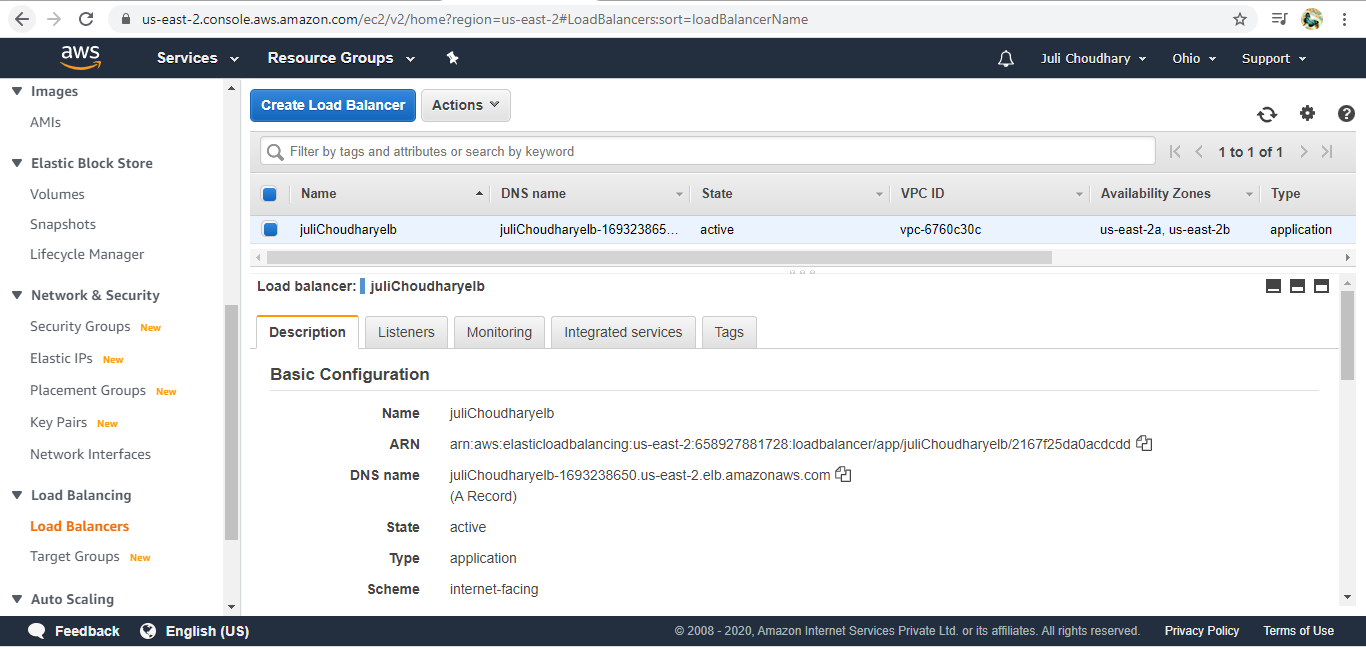 us-east-2.console.aws.amazon.com/ec2/v2/home?region=us-east-2#LoadBalancers:sort=loadBalancerName
aws Services Resource Groups Juli Choudhary Ohio Support
Images
AMIs
Elastic Block Store
Volumes
Snapshots
Lifecycle Manager
Network & Security
Security Groups New
Elastic IPs New
Placement Groups New
Key Pairs New
Network Interfaces
Load Balancing
Load Balancers
Target Groups New
Auto Scaling
Create Load Balancer Actions
Filter by tags and attributes or search by keyword 1 to 1 of 1
Name DNS name State VPC ID Availability Zones Type
juliChoudharyelb juliChoudharyelb-169323865... active vpc-6760c30c us-east-2a, us-east-2b application
Load balancer: juliChoudharyelb
Description Listeners Monitoring Integrated services Tags
Basic Configuration
Name juliChoudharyelb
ARN arn:aws:elasticloadbalancing:us-east-2:658927881728:loadbalancer/app/juliChoudharyelb/2167f25da0acdcdd
DNS name juliChoudharyelb-1693238650.us-east-2.elb.amazonaws.com
(A Record)
State active
Type application
Scheme internet-facing
Feedback English (US) © 2008 - 2020, Amazon Internet Services Private Ltd. or its affiliates. All rights reserved. Privacy Policy Terms of Use